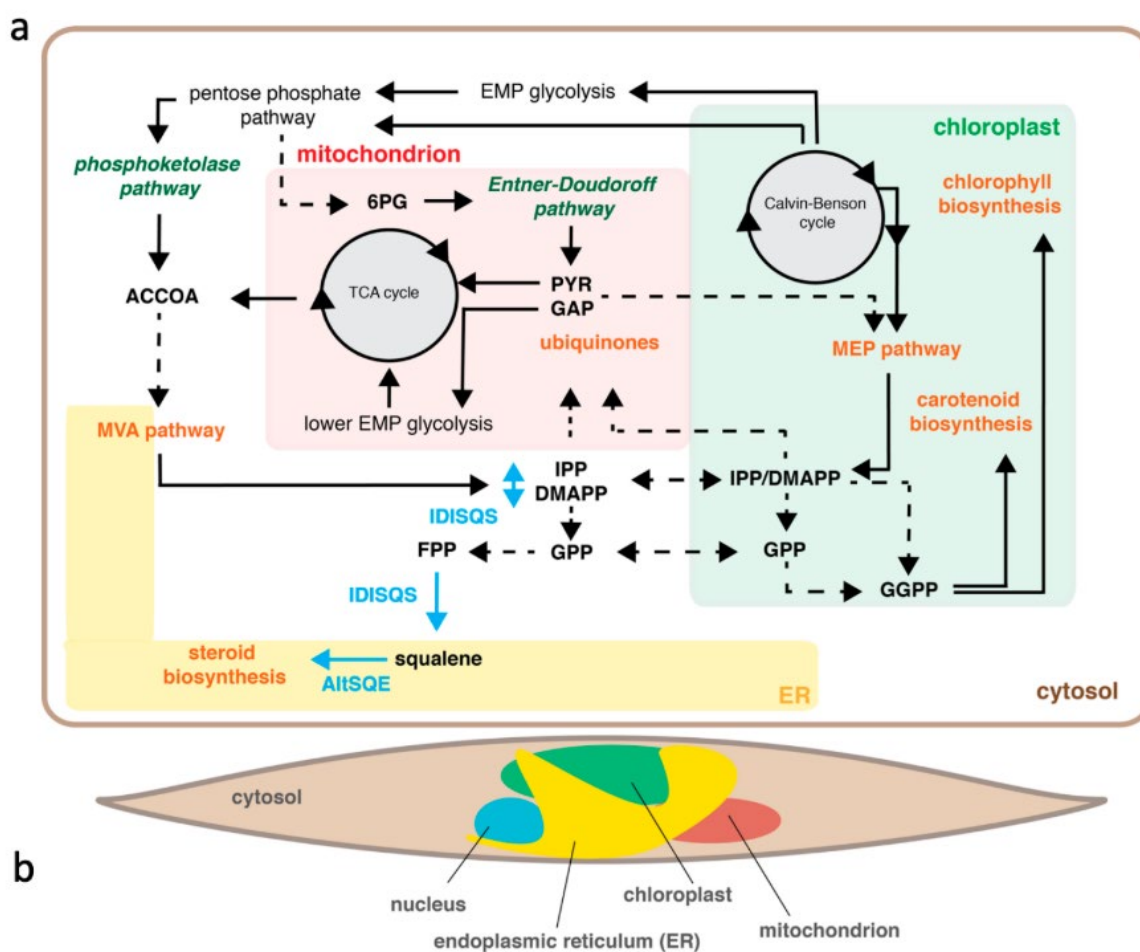 a
pentose phosphate
pathway
EMP glycolysis
chloroplast
mitochondrion
phosphoketolase
pathway
6PG
Entner-Doudoroff
pathway
Calvin-Benson
cycle
chlorophyll
biosynthesis
ACCOA
TCA cycle
PYR
GAP
ubiquinones
MEP pathway
carotenoid
biosynthesis
lower EMP glycolysis
MVA pathway
IPP
DMAPP
IPP/DMAPP
IDISQS
FPP
GPP
GPP
GGPP
IDISQS
steroid
biosynthesis
squalene
AltSQE
ER
cytosol
cytosol
b
nucleus
chloroplast
mitochondrion
endoplasmic reticulum (ER)